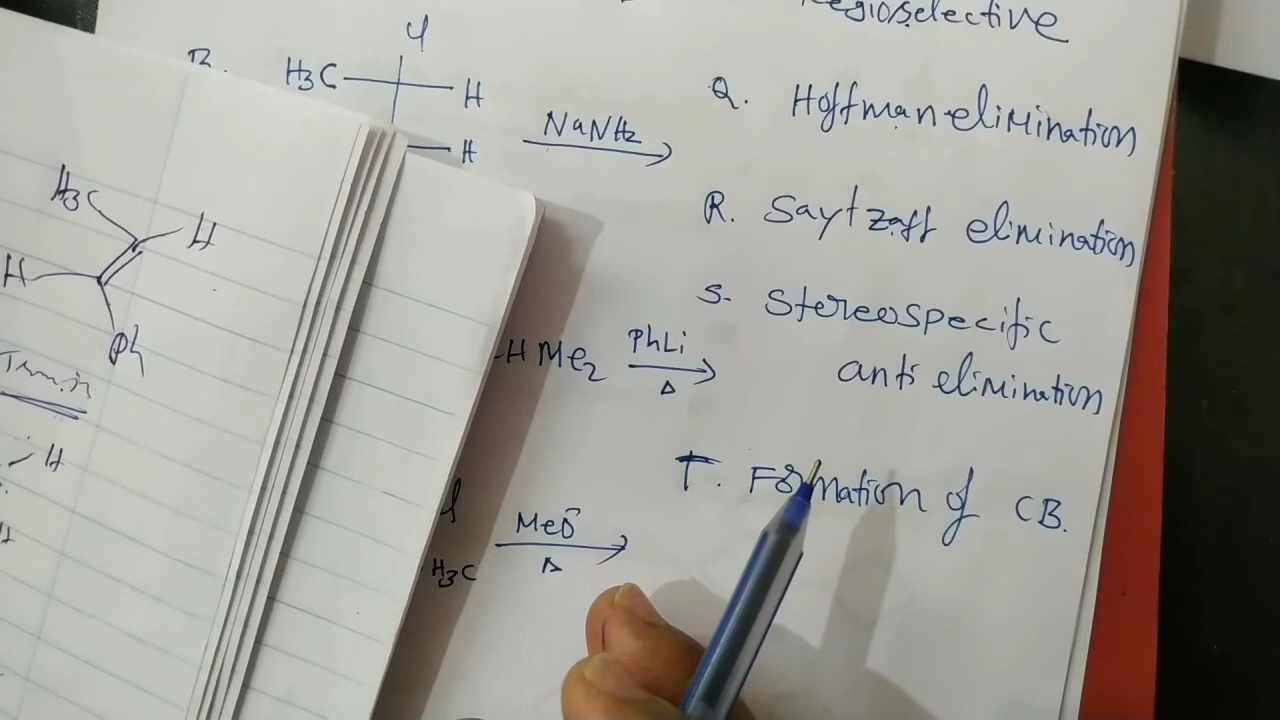 Regioselective
B.
H3C H
H
NaNH2
Q. Hoffman elimination
R. Saytzaff elimination
S. Stereospecific
anti elimination
HMe2 PhLi
Δ
T. Formation of CB.
MeO-
Δ
H3C
H3C
H
H
Ph
H